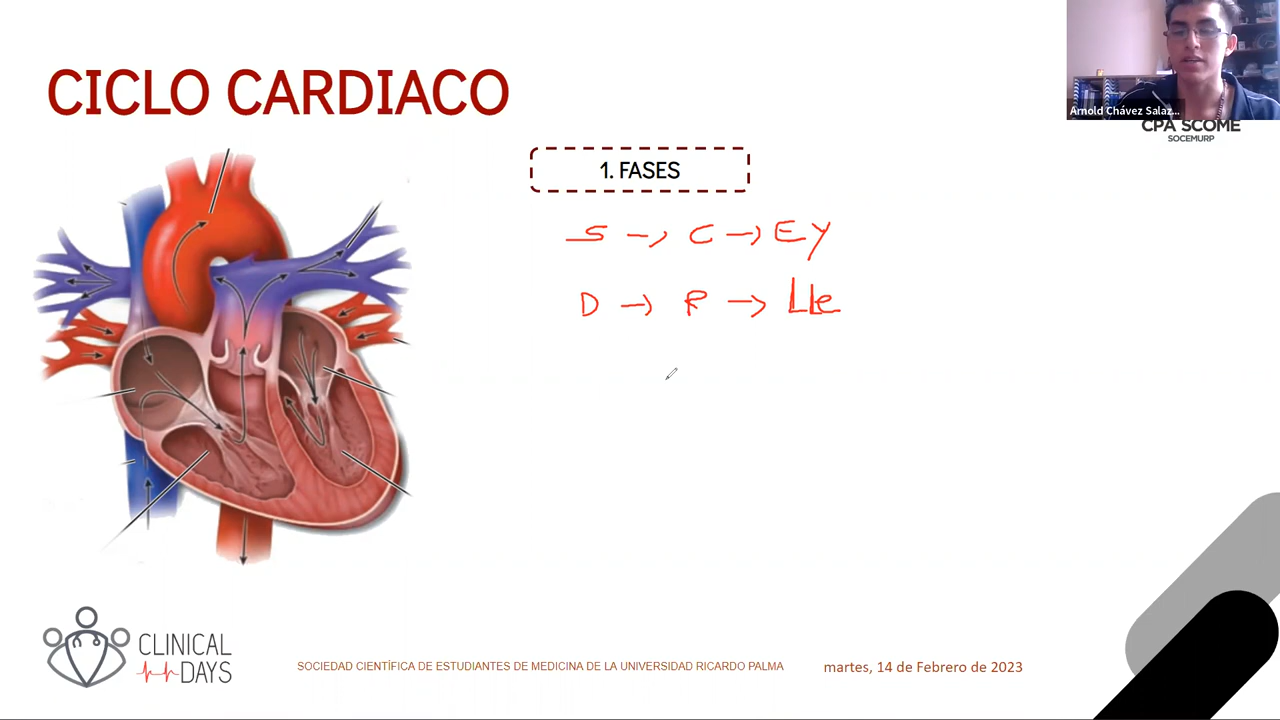 CICLO CARDIACO
Arnold Chávez Salaz...
CPA SCOME
SOCEMURP
1. FASES
S → C → Ey
D → R → Lle
CLINICAL
DAYS
SOCIEDAD CIENTÍFICA DE ESTUDIANTES DE MEDICINA DE LA UNIVERSIDAD RICARDO PALMA
martes, 14 de Febrero de 2023